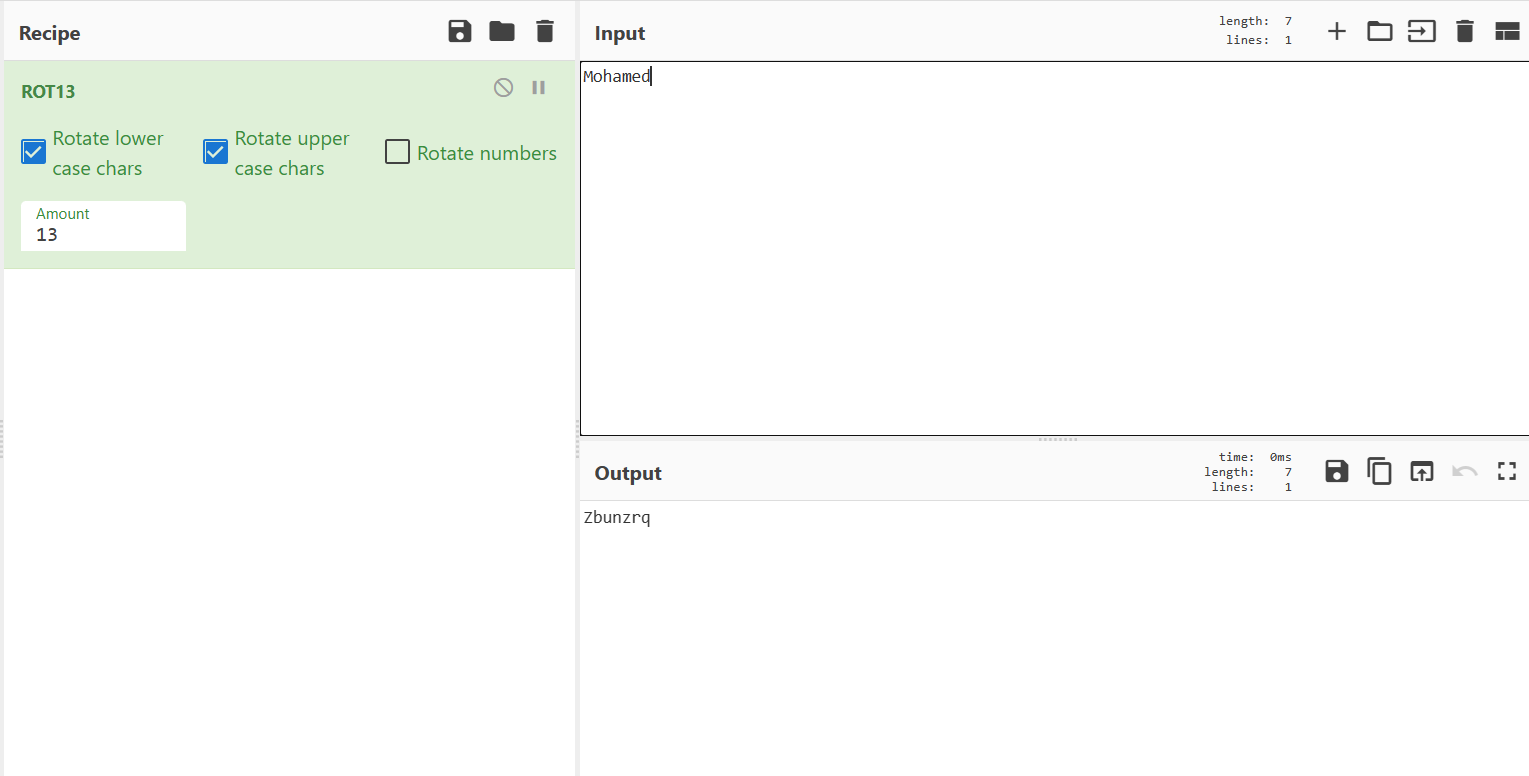 Recipe
ROT13
Rotate lower
case chars
Rotate upper
case chars
Rotate numbers
Amount
13
Input
length: 7
lines: 1
Mohamed
Output
time: 0ms
length: 7
lines: 1
Zbunzrq